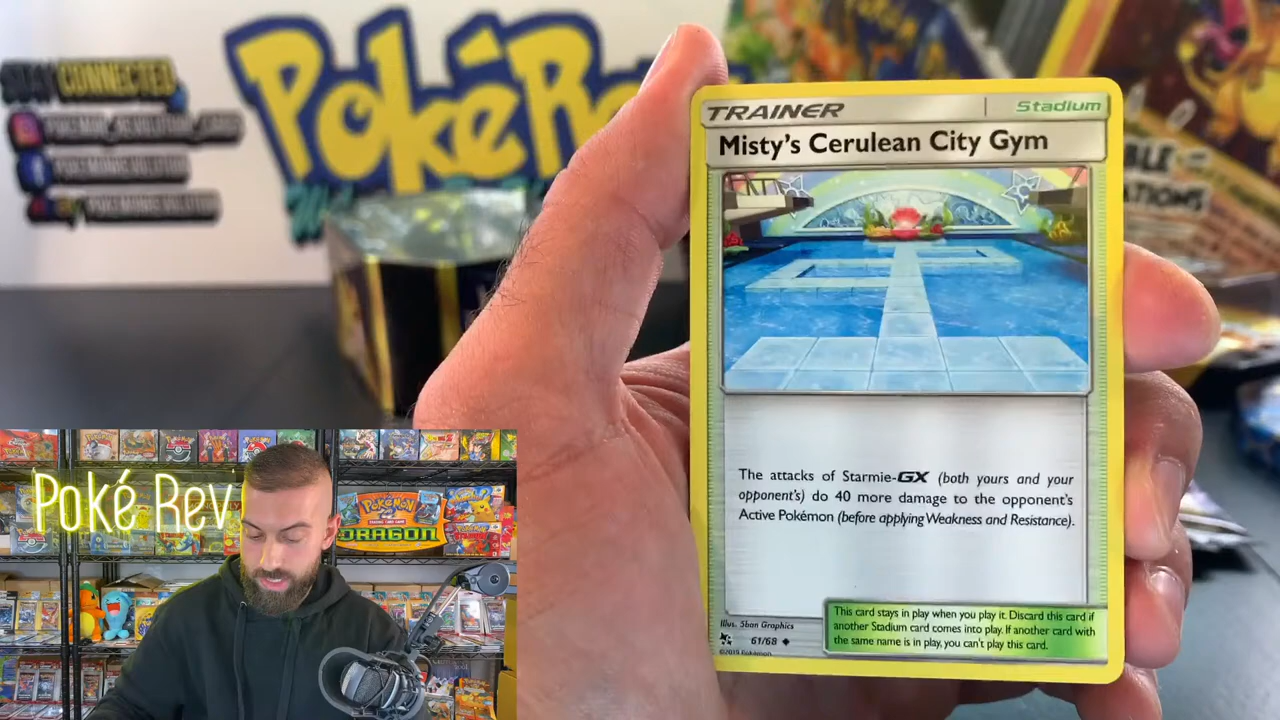 STAY CONNECTED
PokéRev
TRAINER
Stadium
Misty's Cerulean City Gym
The attacks of Starmie-GX (both yours and your
opponent's) do 40 more damage to the opponent's
Active Pokémon (before applying Weakness and Resistance).
Illus. 5ban Graphics
61/68
©2019 Pokémon
This card stays in play when you play it. Discard this card if
another Stadium card comes into play. If another card with
the same name is in play, you can't play this card.
Poké Rev
Pokémon
DRAGON